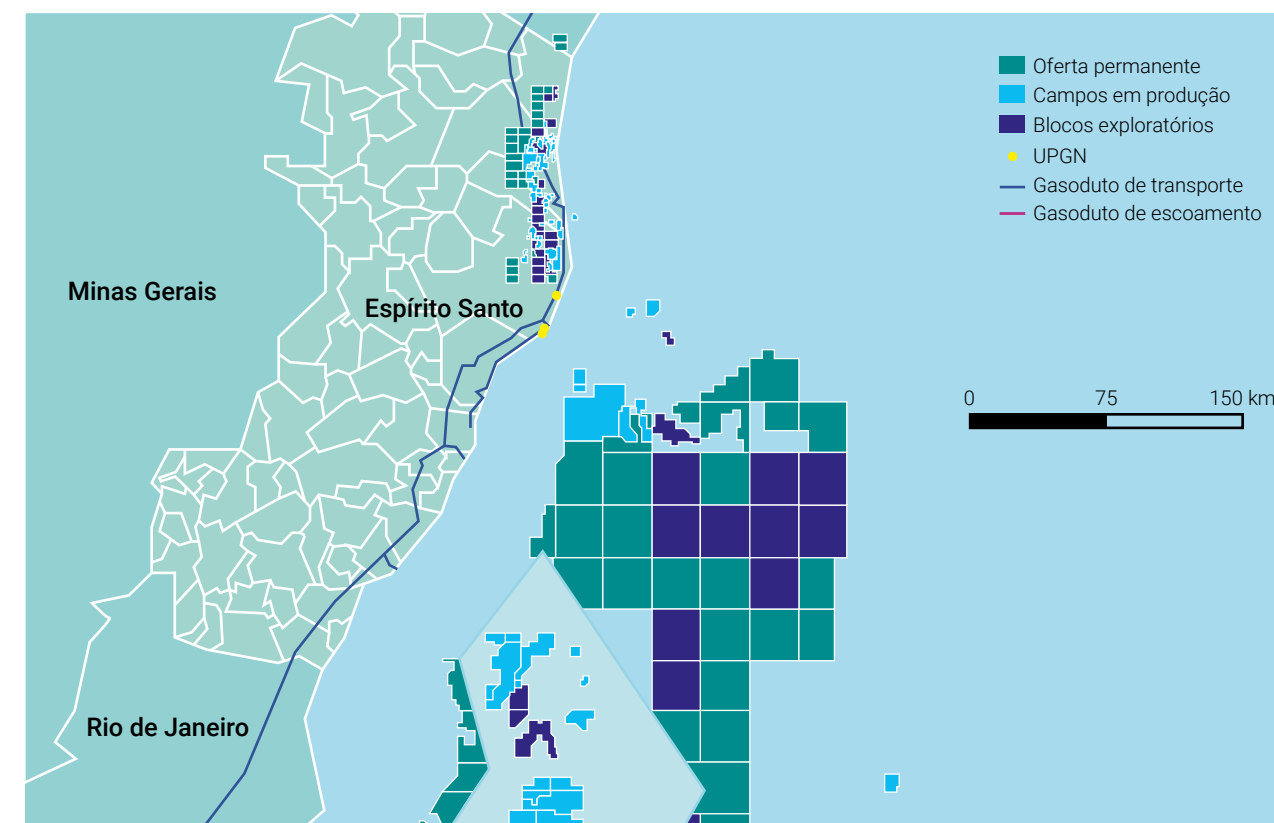 Oferta permanente
Campos em produção
Blocos exploratórios
UPGN
Gasoduto de transporte
Gasoduto de escoamento
Minas Gerais
Espírito Santo
0 75 150 km
Rio de Janeiro